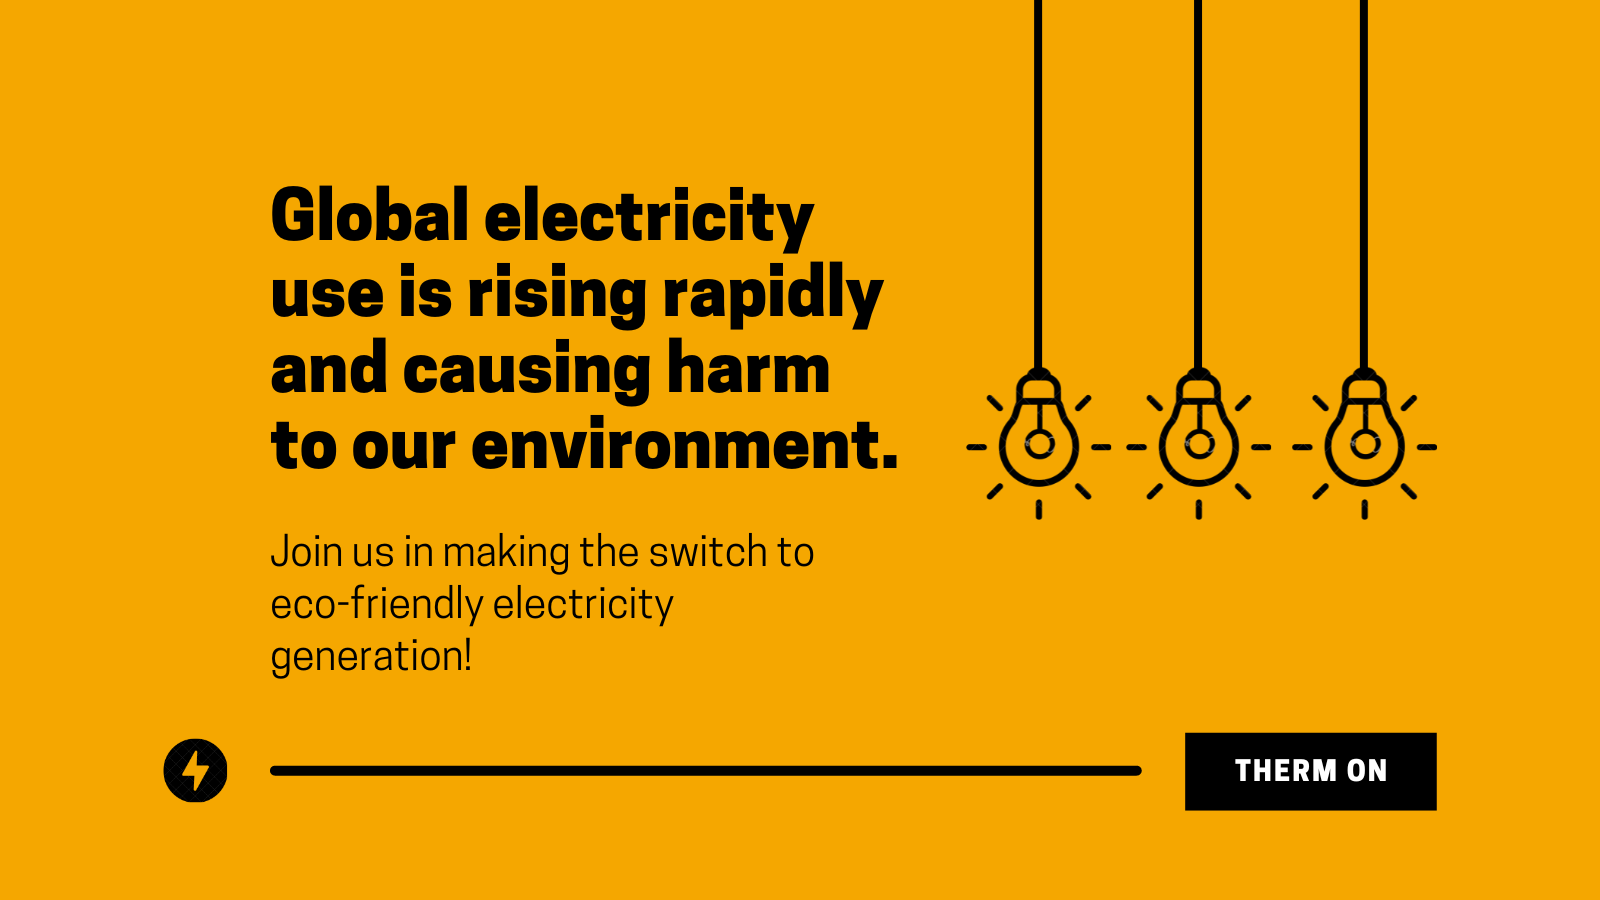 Global electricity
use is rising rapidly
and causing harm
to our environment.
Join us in making the switch to
eco-friendly electricity
generation!
THERM ON